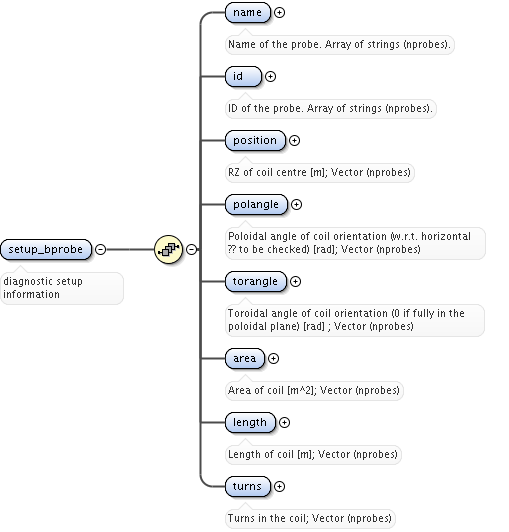 name
Name of the probe. Array of strings (nprobes).
id
ID of the probe. Array of strings (nprobes).
position
RZ of coil centre [m]; Vector (nprobes)
polangle
Poloidal angle of coil orientation (w.r.t. horizontal
?? to be checked) [rad]; Vector (nprobes)
setup_bprobe
diagnostic setup
information
torangle
Toroidal angle of coil orientation (0 if fully in the
poloidal plane) [rad] ; Vector (nprobes)
area
Area of coil [m^2]; Vector (nprobes)
length
Length of coil [m]; Vector (nprobes)
turns
Turns in the coil; Vector (nprobes)